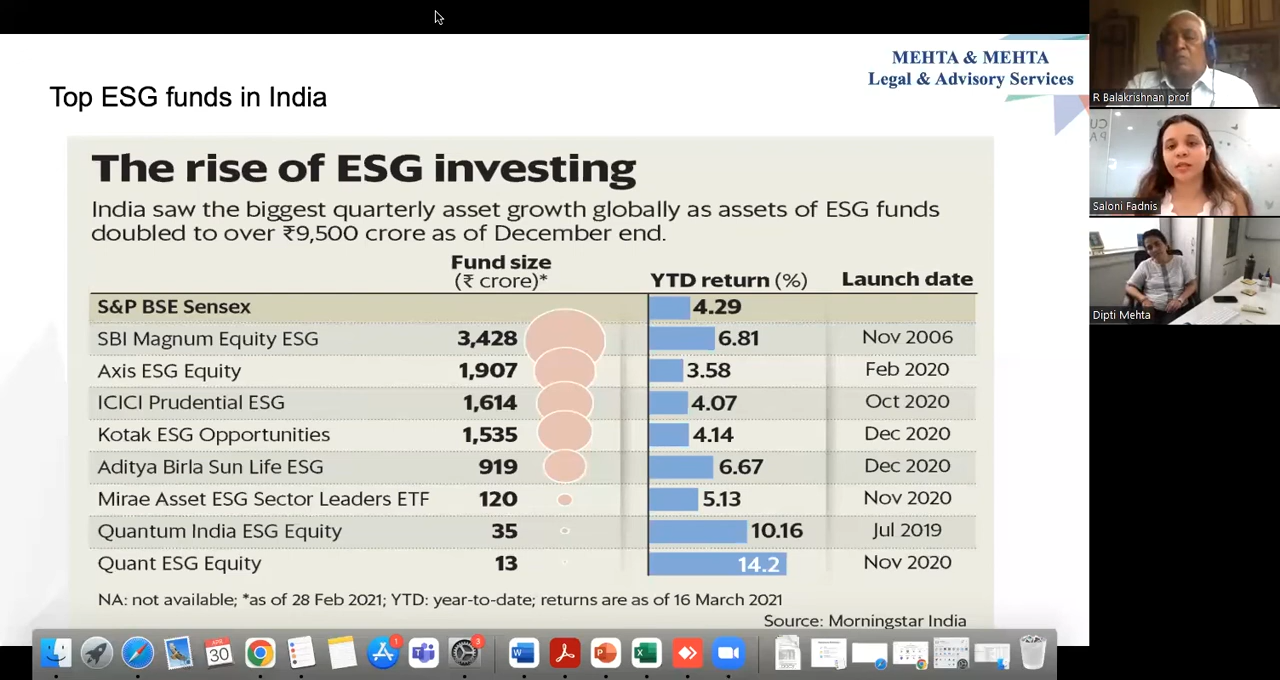 MEHTA & MEHTA
Legal & Advisory Services
Top ESG funds in India
The rise of ESG investing
India saw the biggest quarterly asset growth globally as assets of ESG funds
doubled to over ₹9,500 crore as of December end.
Fund size
(₹ crore)* YTD return (%) Launch date
S&P BSE Sensex 4.29
SBI Magnum Equity ESG 3,428 6.81 Nov 2006
Axis ESG Equity 1,907 3.58 Feb 2020
ICICI Prudential ESG 1,614 4.07 Oct 2020
Kotak ESG Opportunities 1,535 4.14 Dec 2020
Aditya Birla Sun Life ESG 919 6.67 Dec 2020
Mirae Asset ESG Sector Leaders ETF 120 5.13 Nov 2020
Quantum India ESG Equity 35 10.16 Jul 2019
Quant ESG Equity 13 14.2 Nov 2020
NA: not available; *as of 28 Feb 2021; YTD: year-to-date; returns are as of 16 March 2021
Source: Morningstar India
R Balakrishnan prof
Saloni Fadnis
Dipti Mehta
APR
30
1
3
W
P
X